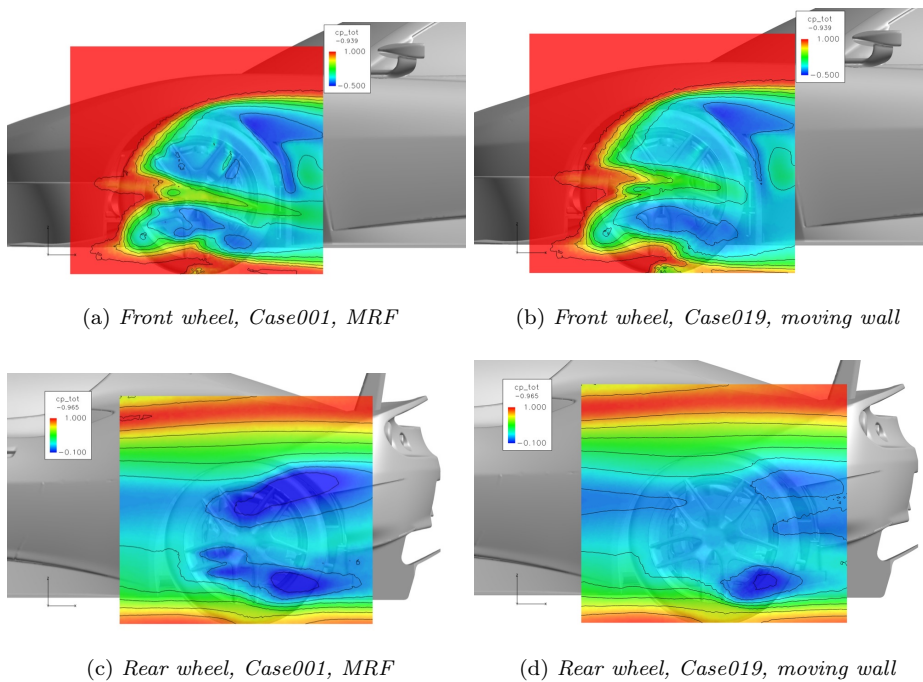 cp_tot
-0.939
1.000
-0.500
cp_tot
-0.939
1.000
-0.500
(a) Front wheel, Case001, MRF
(b) Front wheel, Case019, moving wall
cp_tot
-0.965
1.000
-0.100
cp_tot
-0.965
1.000
-0.100
(c) Rear wheel, Case001, MRF
(d) Rear wheel, Case019, moving wall